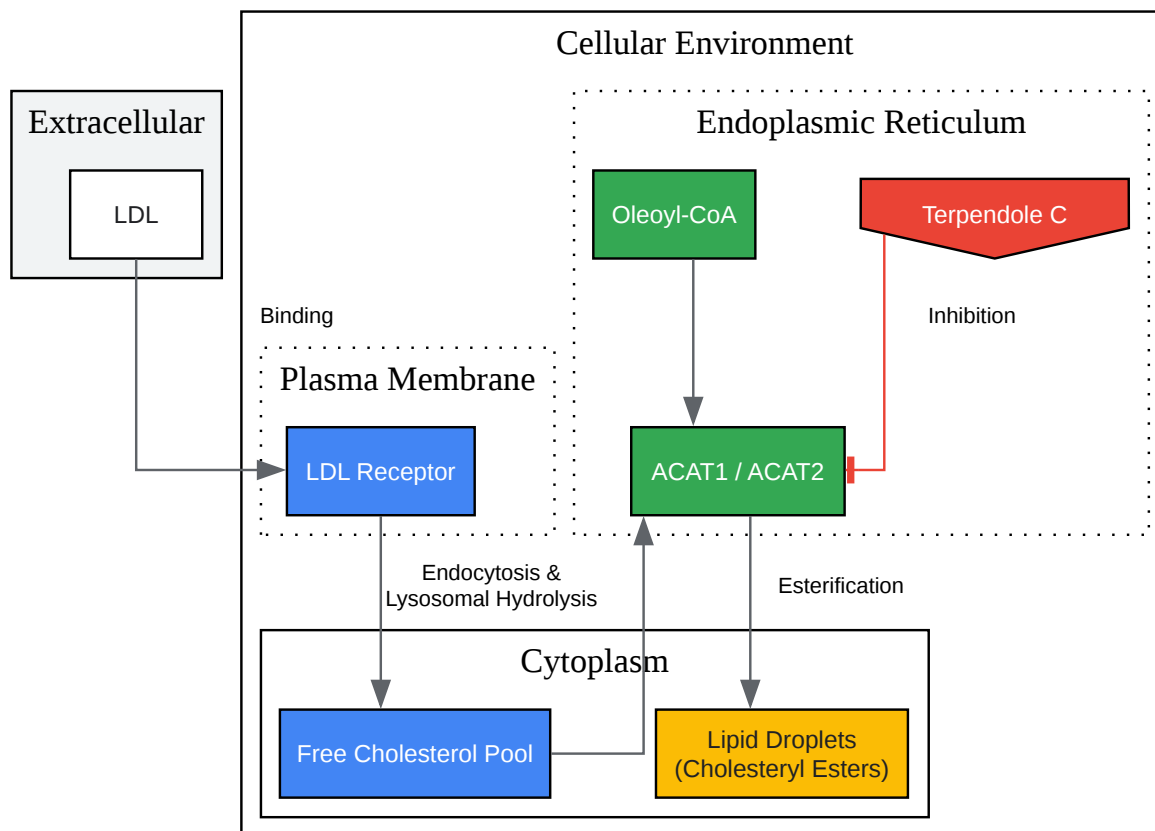 Cellular Environment
Extracellular
LDL
Endoplasmic Reticulum
Oleoyl-CoA
Terpendole C
Binding
Inhibition
Plasma Membrane
LDL Receptor
ACAT1 / ACAT2
Endocytosis &
Lysosomal Hydrolysis
Esterification
Cytoplasm
Free Cholesterol Pool
Lipid Droplets
(Cholesteryl Esters)